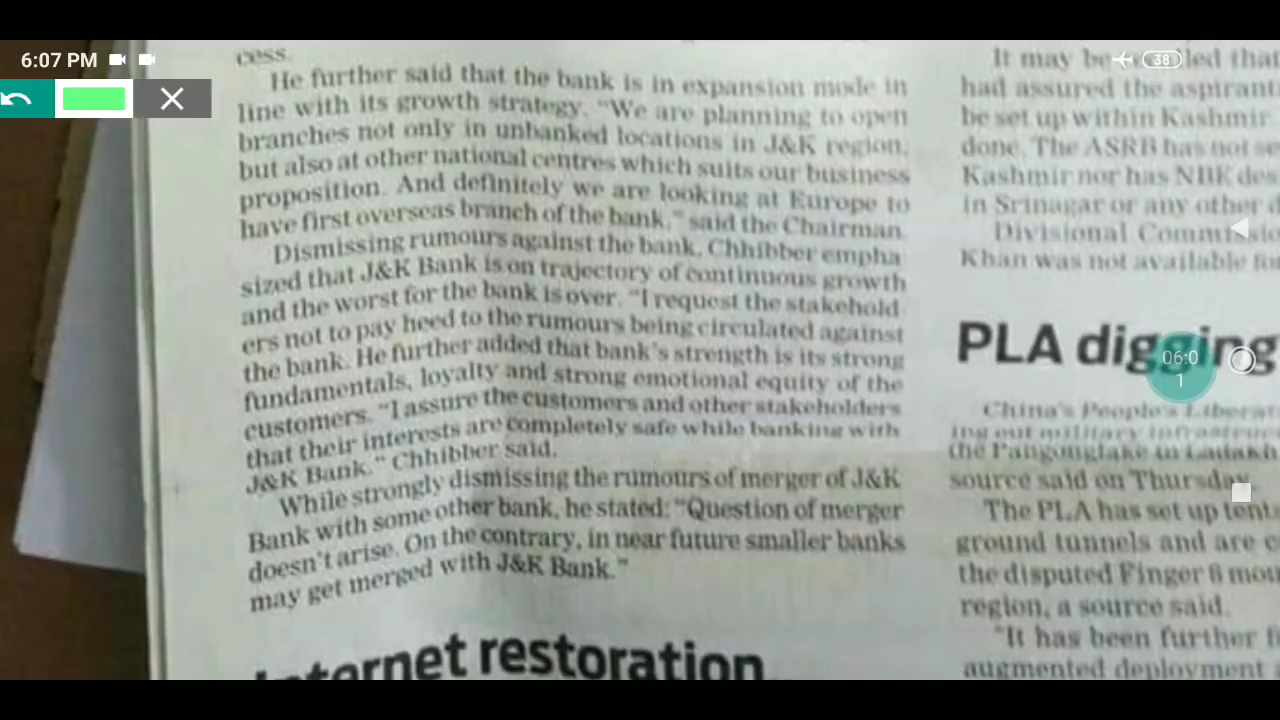 6:07 PM
38
cess.
He further said that the bank is in expansion mode in
line with its growth strategy. "We are planning to open
branches not only in unbanked locations in J&K region,
but also at other national centres which suits our business
proposition. And definitely we are looking at Europe to
have first overseas branch of the bank," said the Chairman.
Dismissing rumours against the bank, Chhibber empha
sized that J&K Bank is on trajectory of continuous growth
and the worst for the bank is over. "I request the stakehold-
ers not to pay heed to the rumours being circulated against
the bank. He further added that bank's strength is its strong
fundamentals, loyalty and strong emotional equity of the
customers. "I assure the customers and other stakeholders
that their interests are completely safe while banking with
J&K Bank." Chhibber said.
While strongly dismissing the rumours of merger of J&K
Bank with some other bank, he stated: "Question of merger
doesn't arise. On the contrary, in near future smaller banks
may get merged with J&K Bank."
Internet restoration
It may be that
had assured the
be set up within Kashmir.
done. The ASRB has not
Kashmir nor has NBK
in Srinagar or any other
Divisional
Khan was not available
PLA digging
06:0
1
China's People's
ing out military
the Pangonglake in Ladakh
source said on Thursday.
The PLA has set up
ground tunnels and are
the disputed Finger 8
region, a source said.
"It has been further
augmented deployment